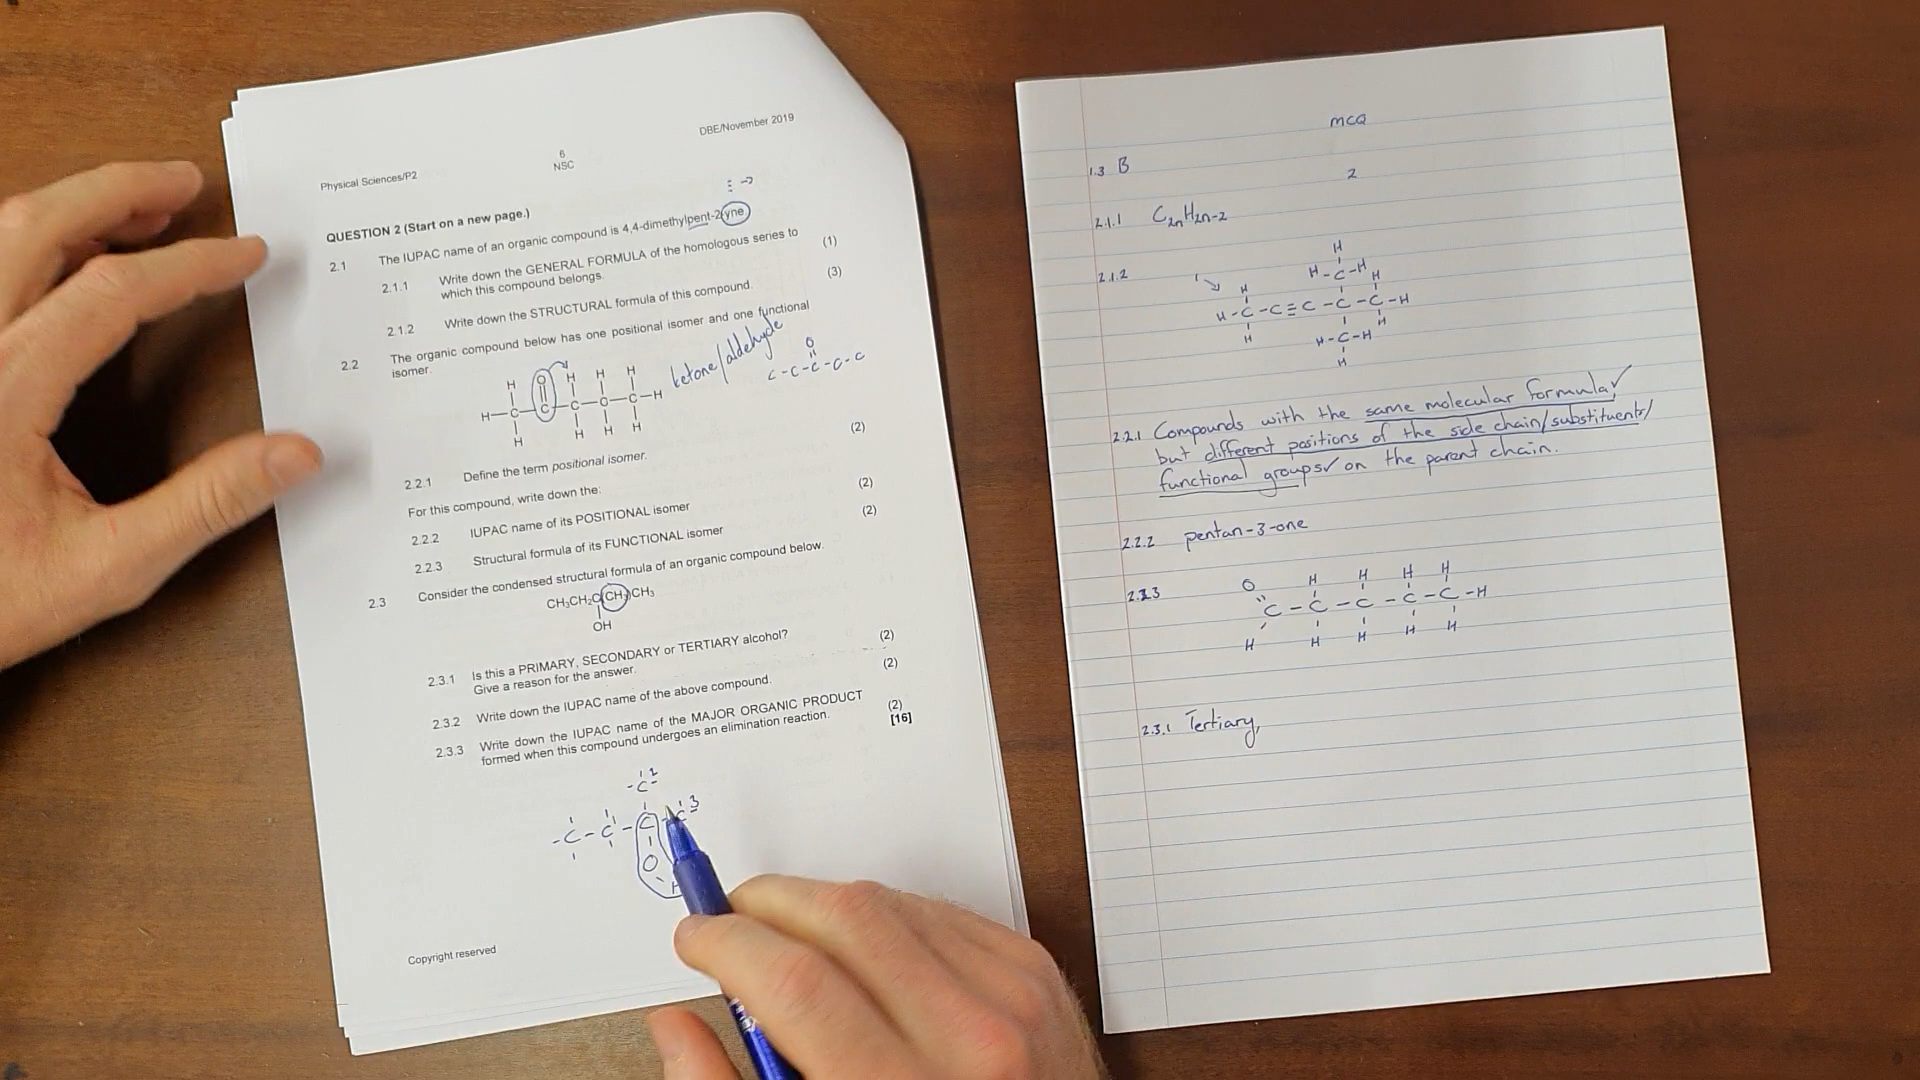 DBE/November 2019
6
Physical Sciences/P2
NSC
QUESTION 2 (Start on a new page.)
2.1 The IUPAC name of an organic compound is 4,4-dimethylpent-2-yne.
2.1.1 Write down the GENERAL FORMULA of the homologous series to
which this compound belongs. (1)
2.1.2 Write down the STRUCTURAL formula of this compound. (3)
2.2 The organic compound below has one positional isomer and one functional
isomer.
ketone/aldehyde
O
C-C-C-C-C
H O H H H
H—C—C—C—C—C—H
H H H H
2.2.1 Define the term positional isomer. (2)
For this compound, write down the:
2.2.2 IUPAC name of its POSITIONAL isomer (2)
2.2.3 Structural formula of its FUNCTIONAL isomer (2)
2.3 Consider the condensed structural formula of an organic compound below.
OH
2.3.1 Is this a PRIMARY, SECONDARY or TERTIARY alcohol?
Give a reason for the answer. (2)
2.3.2 Write down the IUPAC name of the above compound. (2)
2.3.3 Write down the IUPAC name of the MAJOR ORGANIC PRODUCT
formed when this compound undergoes an elimination reaction. (2)
[16]
-C- 2
-C-C-C-C- 3
O
H
Copyright reserved
MCQ
1.3 B
2
2.1.1 C2nH2n-2
2.1.2 1
H
H-C-H
H H
H-C-C≡C-C-C-H
H H
H-C-H
H
2.2.1 Compounds with the same molecular formula✓
but different positions of the side chain/substituents/
functional groups✓ on the parent chain.
2.2.2 pentan-3-one
2.2.3
O H H H H
C-C-C-C-C-H
H H H H H
2.3.1 Tertiary,